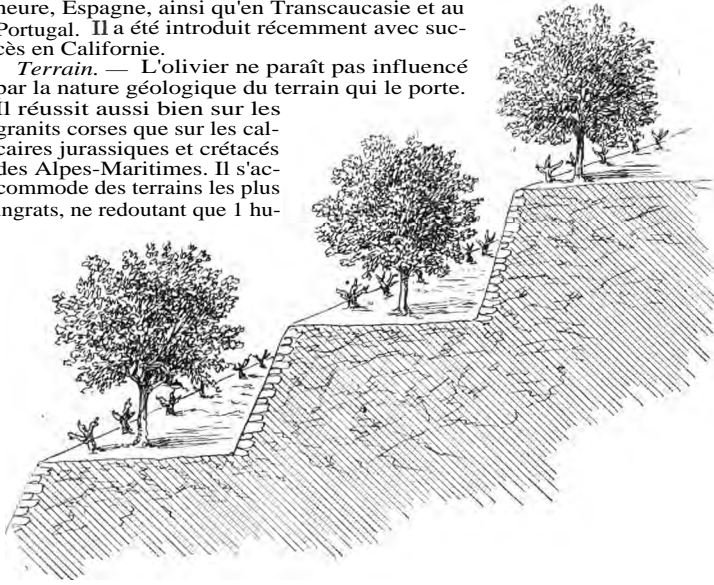 neure, Espagne, ainsi qu'en Transcaucasie et au
Portugal. Il a été introduit récemment avec suc-
cès en Californie.
Terrain. — L'olivier ne paraît pas influencé
par la nature géologique du terrain qui le porte.
Il réussit aussi bien sur les
granits corses que sur les cal-
caires jurassiques et crétacés
des Alpes-Maritimes. Il s'ac-
commode des terrains les plus
ingrats, ne redoutant que 1 hu-